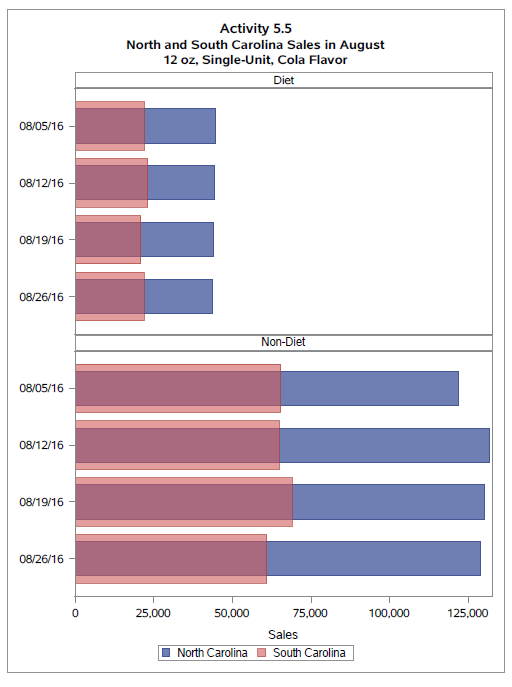 Activity 5.5
North and South Carolina Sales in August
12 oz, Single-Unit, Cola Flavor
Diet
08/05/16
08/12/16
08/19/16
08/26/16
Non-Diet
08/05/16
08/12/16
08/19/16
08/26/16
0 25,000 50,000 75,000 100,000 125,000
Sales
North Carolina South Carolina